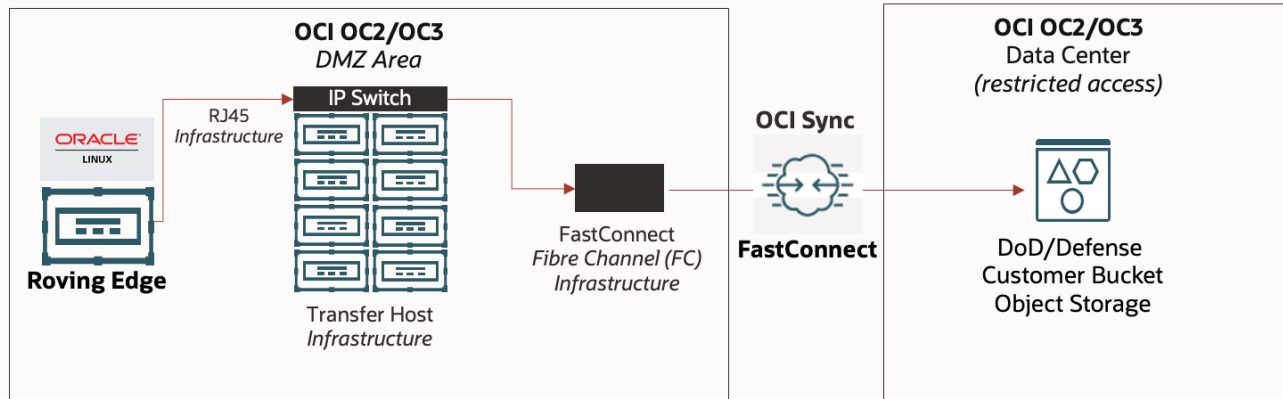 OCI OC2/OC3
DMZ Area
IP Switch
RJ45
Infrastructure
ORACLE
LINUX
Roving Edge
Transfer Host
Infrastructure
FastConnect
Fibre Channel (FC)
Infrastructure
OCI Sync
FastConnect
OCI OC2/OC3
Data Center
(restricted access)
DoD/Defense
Customer Bucket
Object Storage